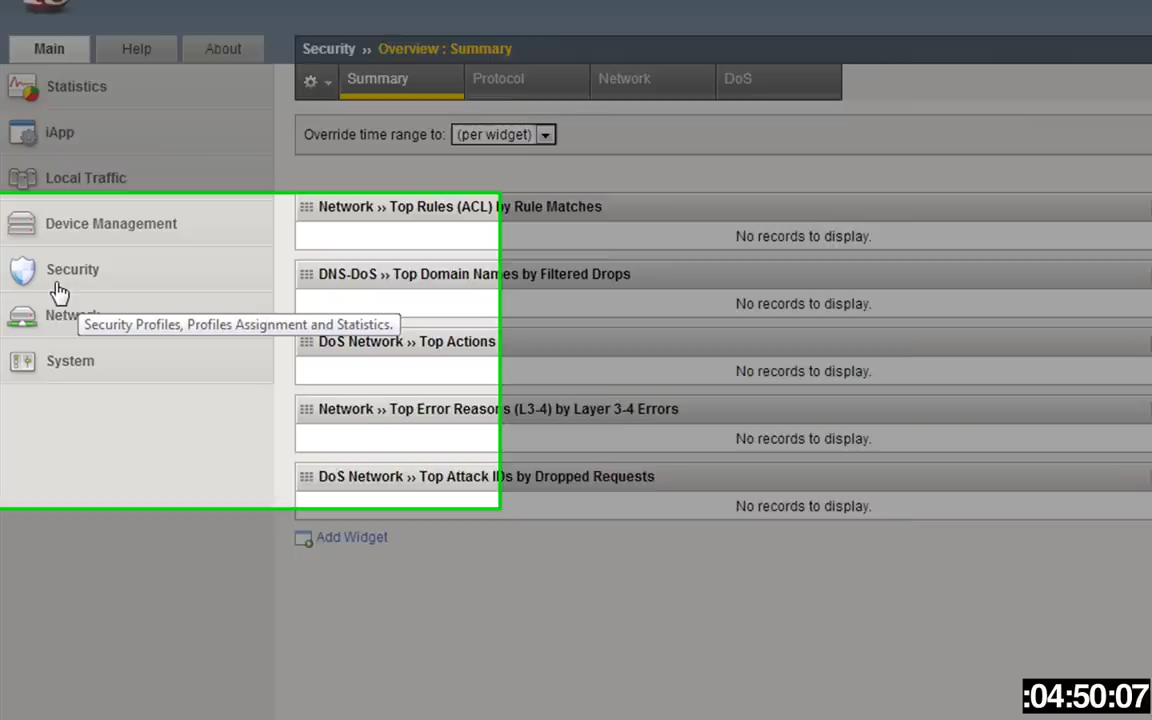 Main Help About
Security ›› Overview : Summary
Summary Protocol Network DoS
Statistics
iApp
Local Traffic
Device Management
Security
Security Profiles, Profiles Assignment and Statistics.
System
Override time range to: (per widget)
Network ›› Top Rules (ACL) by Rule Matches
No records to display.
DNS-DoS ›› Top Domain Names by Filtered Drops
No records to display.
DoS Network ›› Top Actions
No records to display.
Network ›› Top Error Reasons (L3-4) by Layer 3-4 Errors
No records to display.
DoS Network ›› Top Attack IDs by Dropped Requests
No records to display.
Add Widget
:04:50:07